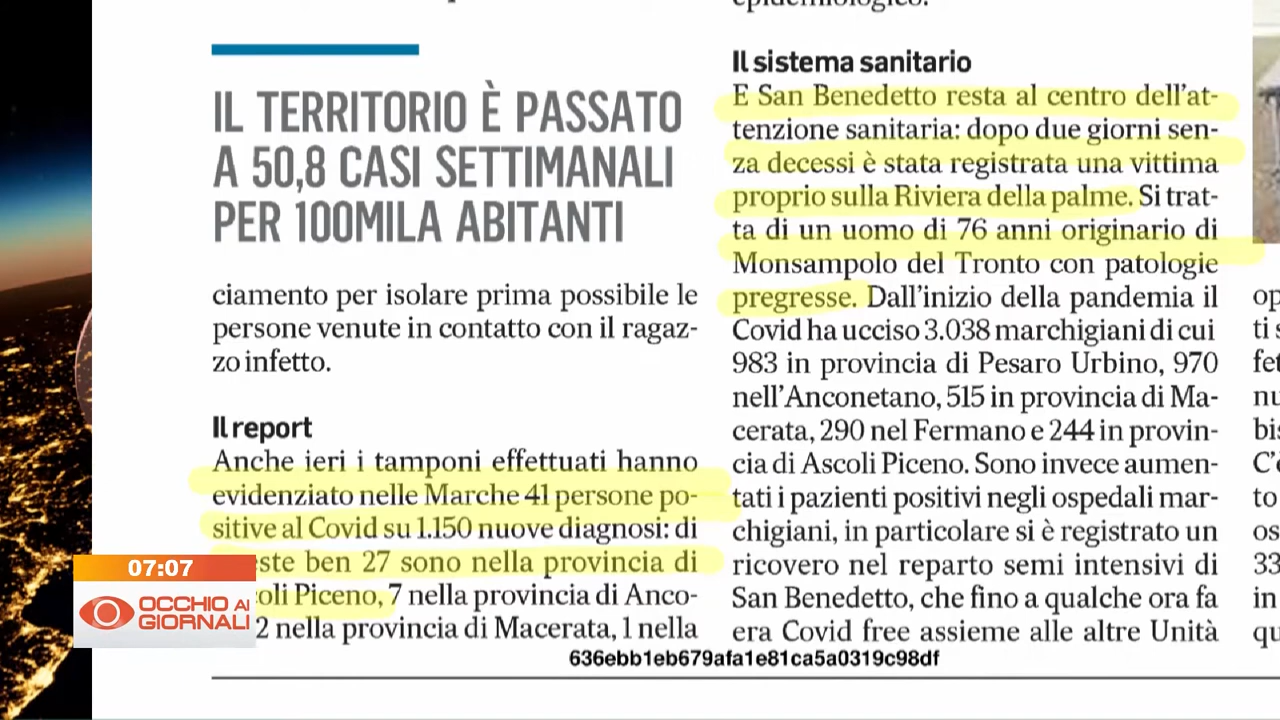 IL TERRITORIO È PASSATO
A 50,8 CASI SETTIMANALI
PER 100MILA ABITANTI
ciamento per isolare prima possibile le
persone venute in contatto con il ragaz-
zo infetto.
Il report
Anche ieri i tamponi effettuati hanno
evidenziato nelle Marche 41 persone po-
sitive al Covid su 1.150 nuove diagnosi: di
ben 27 sono nella provincia di
Piceno, 7 nella provincia di Anco-
2 nella provincia di Macerata, 1 nella
Il sistema sanitario
E San Benedetto resta al centro dell'at-
tenzione sanitaria: dopo due giorni sen-
za decessi è stata registrata una vittima
proprio sulla Riviera della palme. Si trat-
ta di un uomo di 76 anni originario di
Monsampolo del Tronto con patologie
pregresse. Dall'inizio della pandemia il
Covid ha ucciso 3.038 marchigiani di cui
983 in provincia di Pesaro Urbino, 970
nell'Anconetano, 515 in provincia di Ma-
cerata, 290 nel Fermano e 244 in provin-
cia di Ascoli Piceno. Sono invece aumen-
tati i pazienti positivi negli ospedali mar-
chigiani, in particolare si è registrato un
ricovero nel reparto semi intensivi di
San Benedetto, che fino a qualche ora fa
era Covid free assieme alle altre Unità
636ebb1eb679afa1e81ca5a0319c98df
07:07
OCCHIO AI
GIORNALI